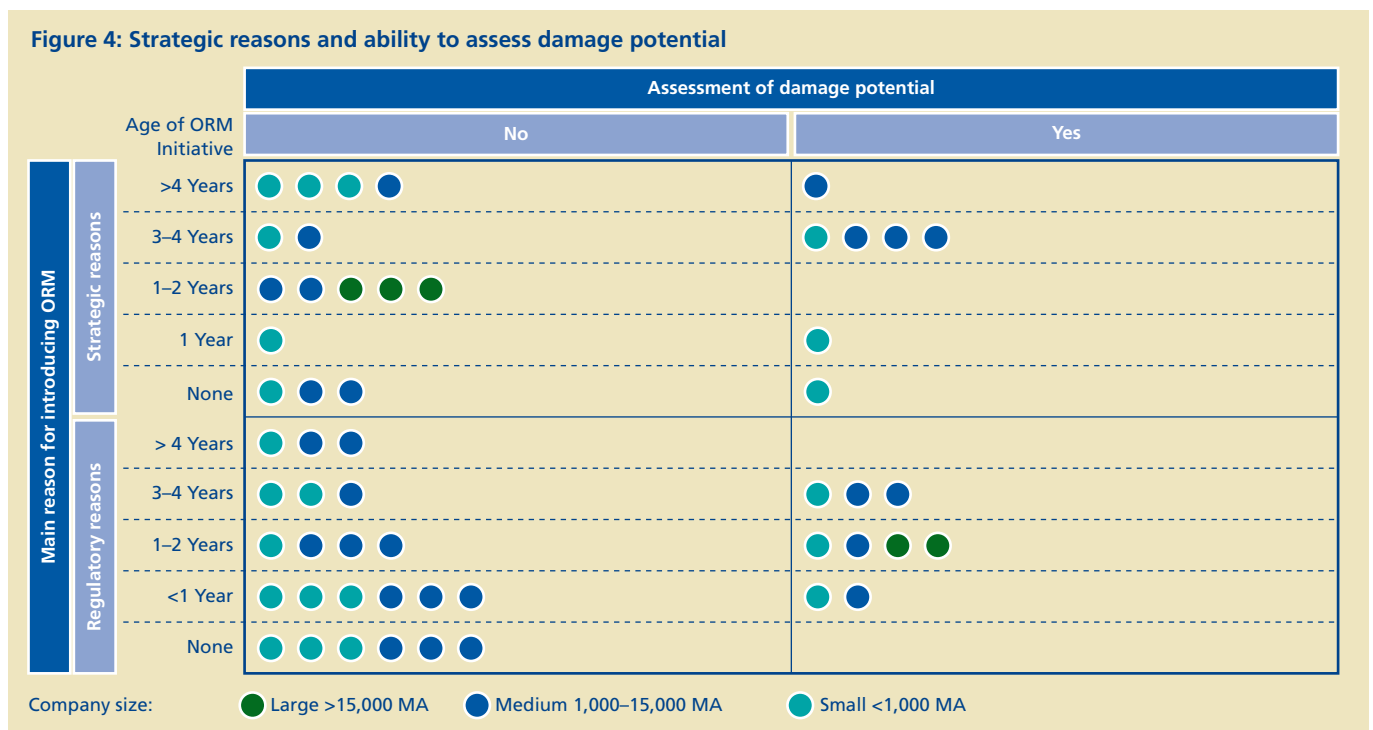 Figure 4: Strategic reasons and ability to assess damage potential
Assessment of damage potential
Age of ORM
Initiative
No
Yes
Main reason for introducing ORM
Strategic reasons
>4 Years
3–4 Years
1–2 Years
1 Year
None
Regulatory reasons
> 4 Years
3–4 Years
1–2 Years
<1 Year
None
Company size:
Large >15,000 MA
Medium 1,000–15,000 MA
Small <1,000 MA